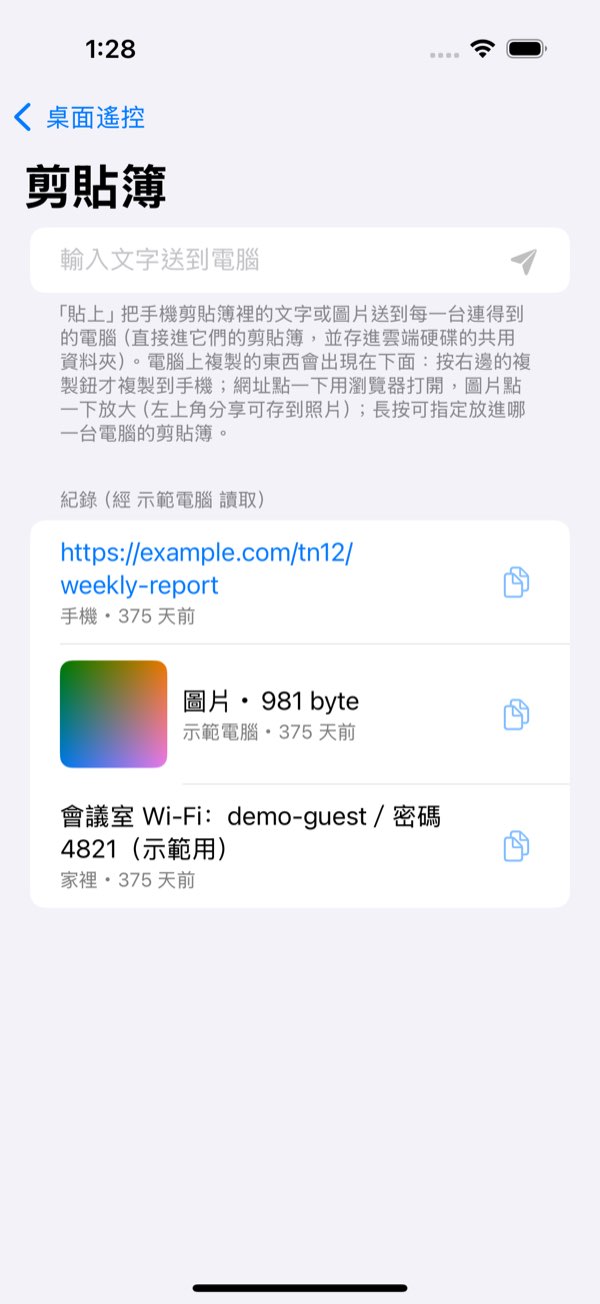 1:28
桌面遙控
剪貼簿
輸入文字送到電腦
「貼上」把手機剪貼簿裡的文字或圖片送到每一台連得到
的電腦（直接進它們的剪貼簿，並存進雲端硬碟的共用
資料夾）。電腦上複製的東西會出現在下面：按右邊的複
製鈕才複製到手機；網址點一下用瀏覽器打開，圖片點
一下放大（左上角分享可存到照片）；長按可指定放進哪
一台電腦的剪貼簿。
紀錄（經 示範電腦 讀取）
https://example.com/tn12/
weekly-report
手機・375 天前
圖片・ 981 byte
示範電腦・375 天前
會議室 Wi-Fi：demo-guest / 密碼
4821（示範用）
家裡・375 天前